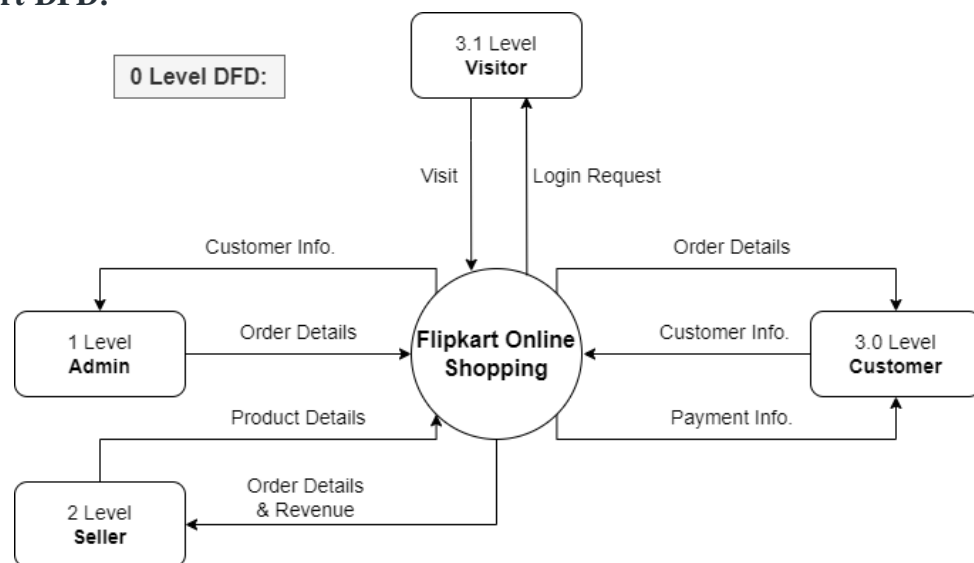 rt DFD:
0 Level DFD:
3.1 Level
Visitor
Visit
Login Request
Customer Info.
Order Details
1 Level
Admin
Order Details
Flipkart Online
Shopping
Customer Info.
3.0 Level
Customer
Product Details
Payment Info.
2 Level
Seller
Order Details
& Revenue